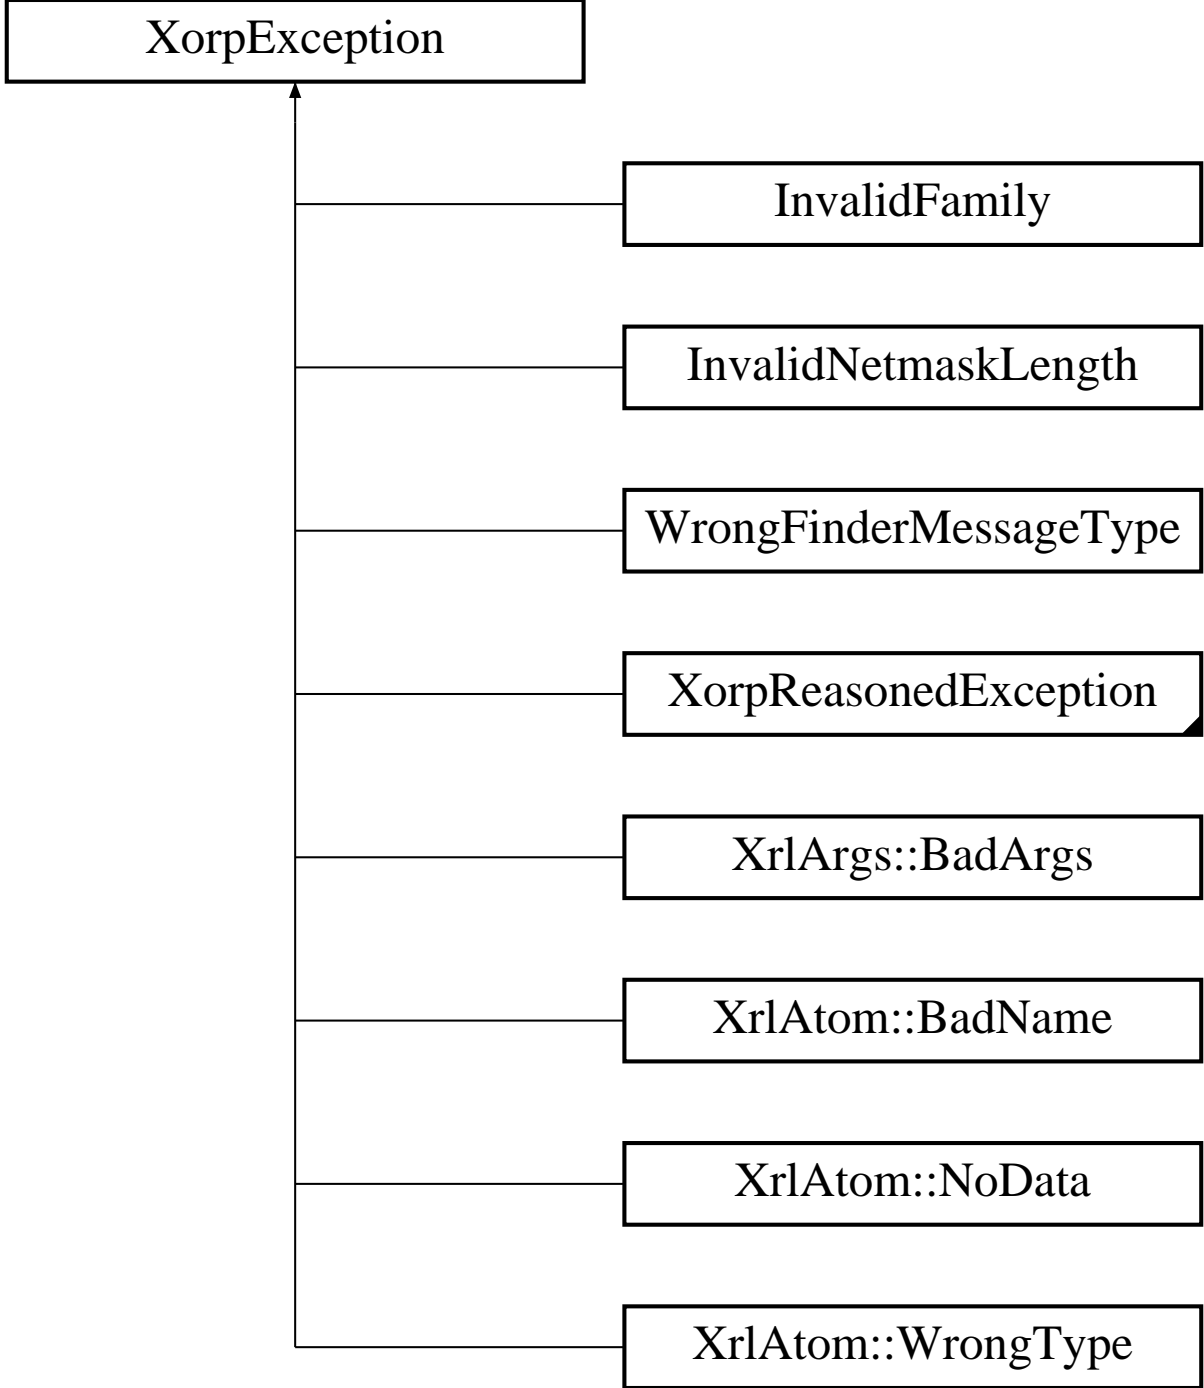 XorpException
InvalidFamily
InvalidNetmaskLength
WrongFinderMessageType
XorpReasonedException
XrlArgs::BadArgs
XrlAtom::BadName
XrlAtom::NoData
XrlAtom::WrongType